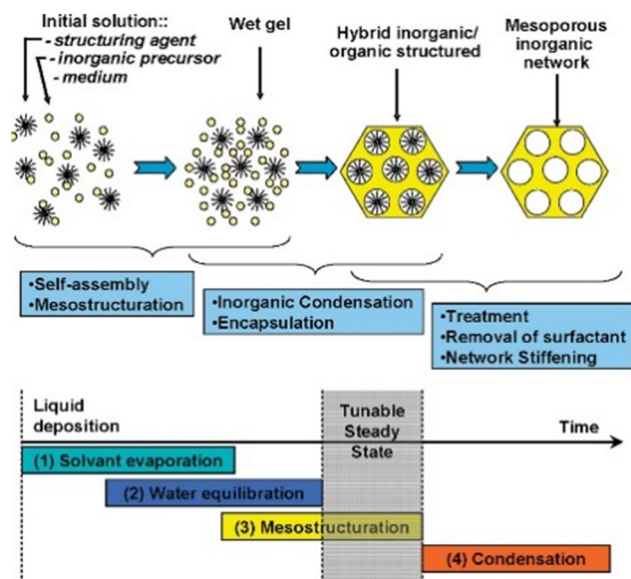 Initial solution::
- structuring agent
- inorganic precursor
- medium
Wet gel
Hybrid inorganic/
organic structured
Mesoporous
inorganic
network
•Self-assembly
•Mesostructuration
•Inorganic Condensation
•Encapsulation
•Treatment
•Removal of surfactant
•Network Stiffening
Liquid
deposition
Tunable
Steady
State
Time
(1) Solvant evaporation
(2) Water equilibration
(3) Mesostructuration
(4) Condensation